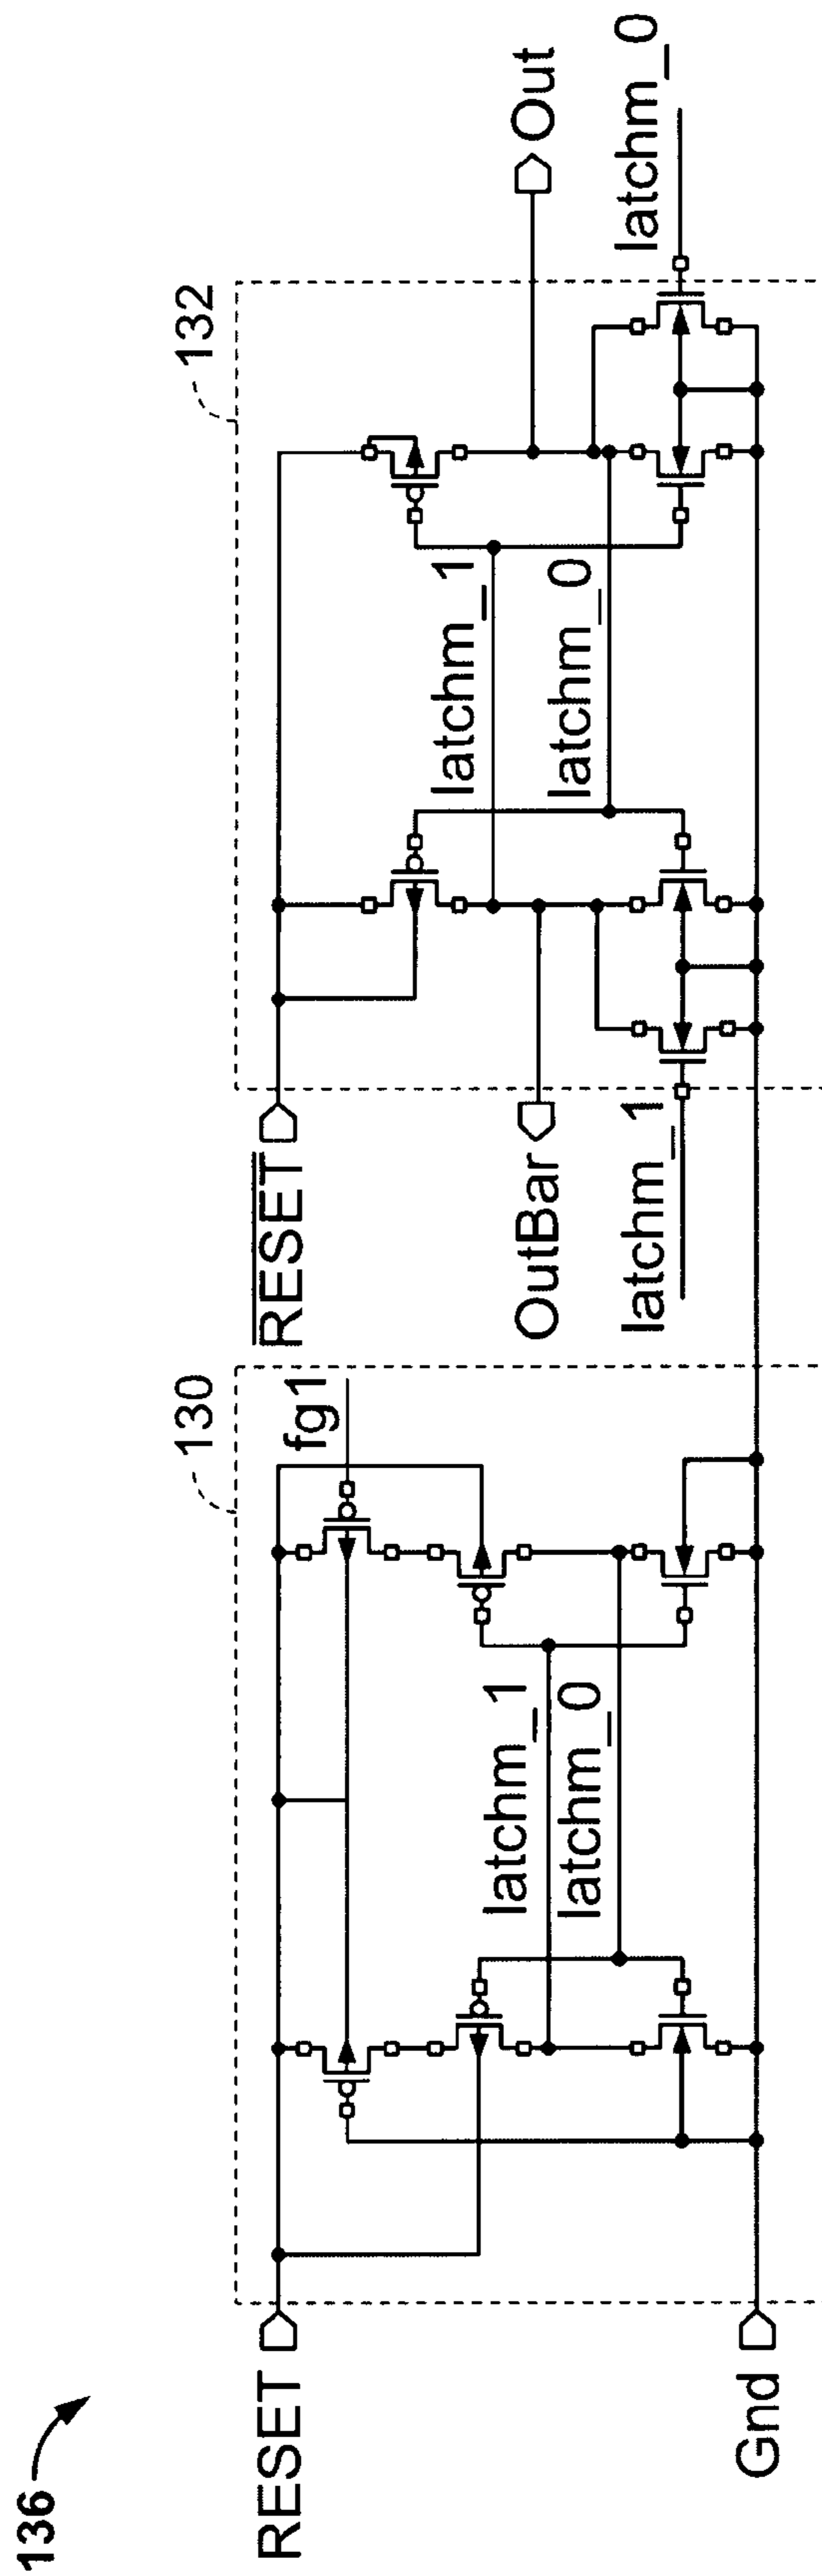 136
RESET
Gnd
130
latchm_1
latchm_0
fg1
RESET
OutBar
latchm_1
132
latchm_1
latchm_0
Out
latchm_0